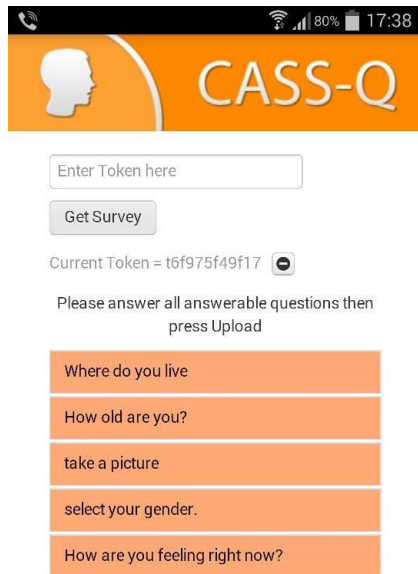 80% 17:38
CASS-Q
Enter Token here
Get Survey
Current Token = t6f975f49f17
Please answer all answerable questions then
press Upload
Where do you live
How old are you?
take a picture
select your gender.
How are you feeling right now?